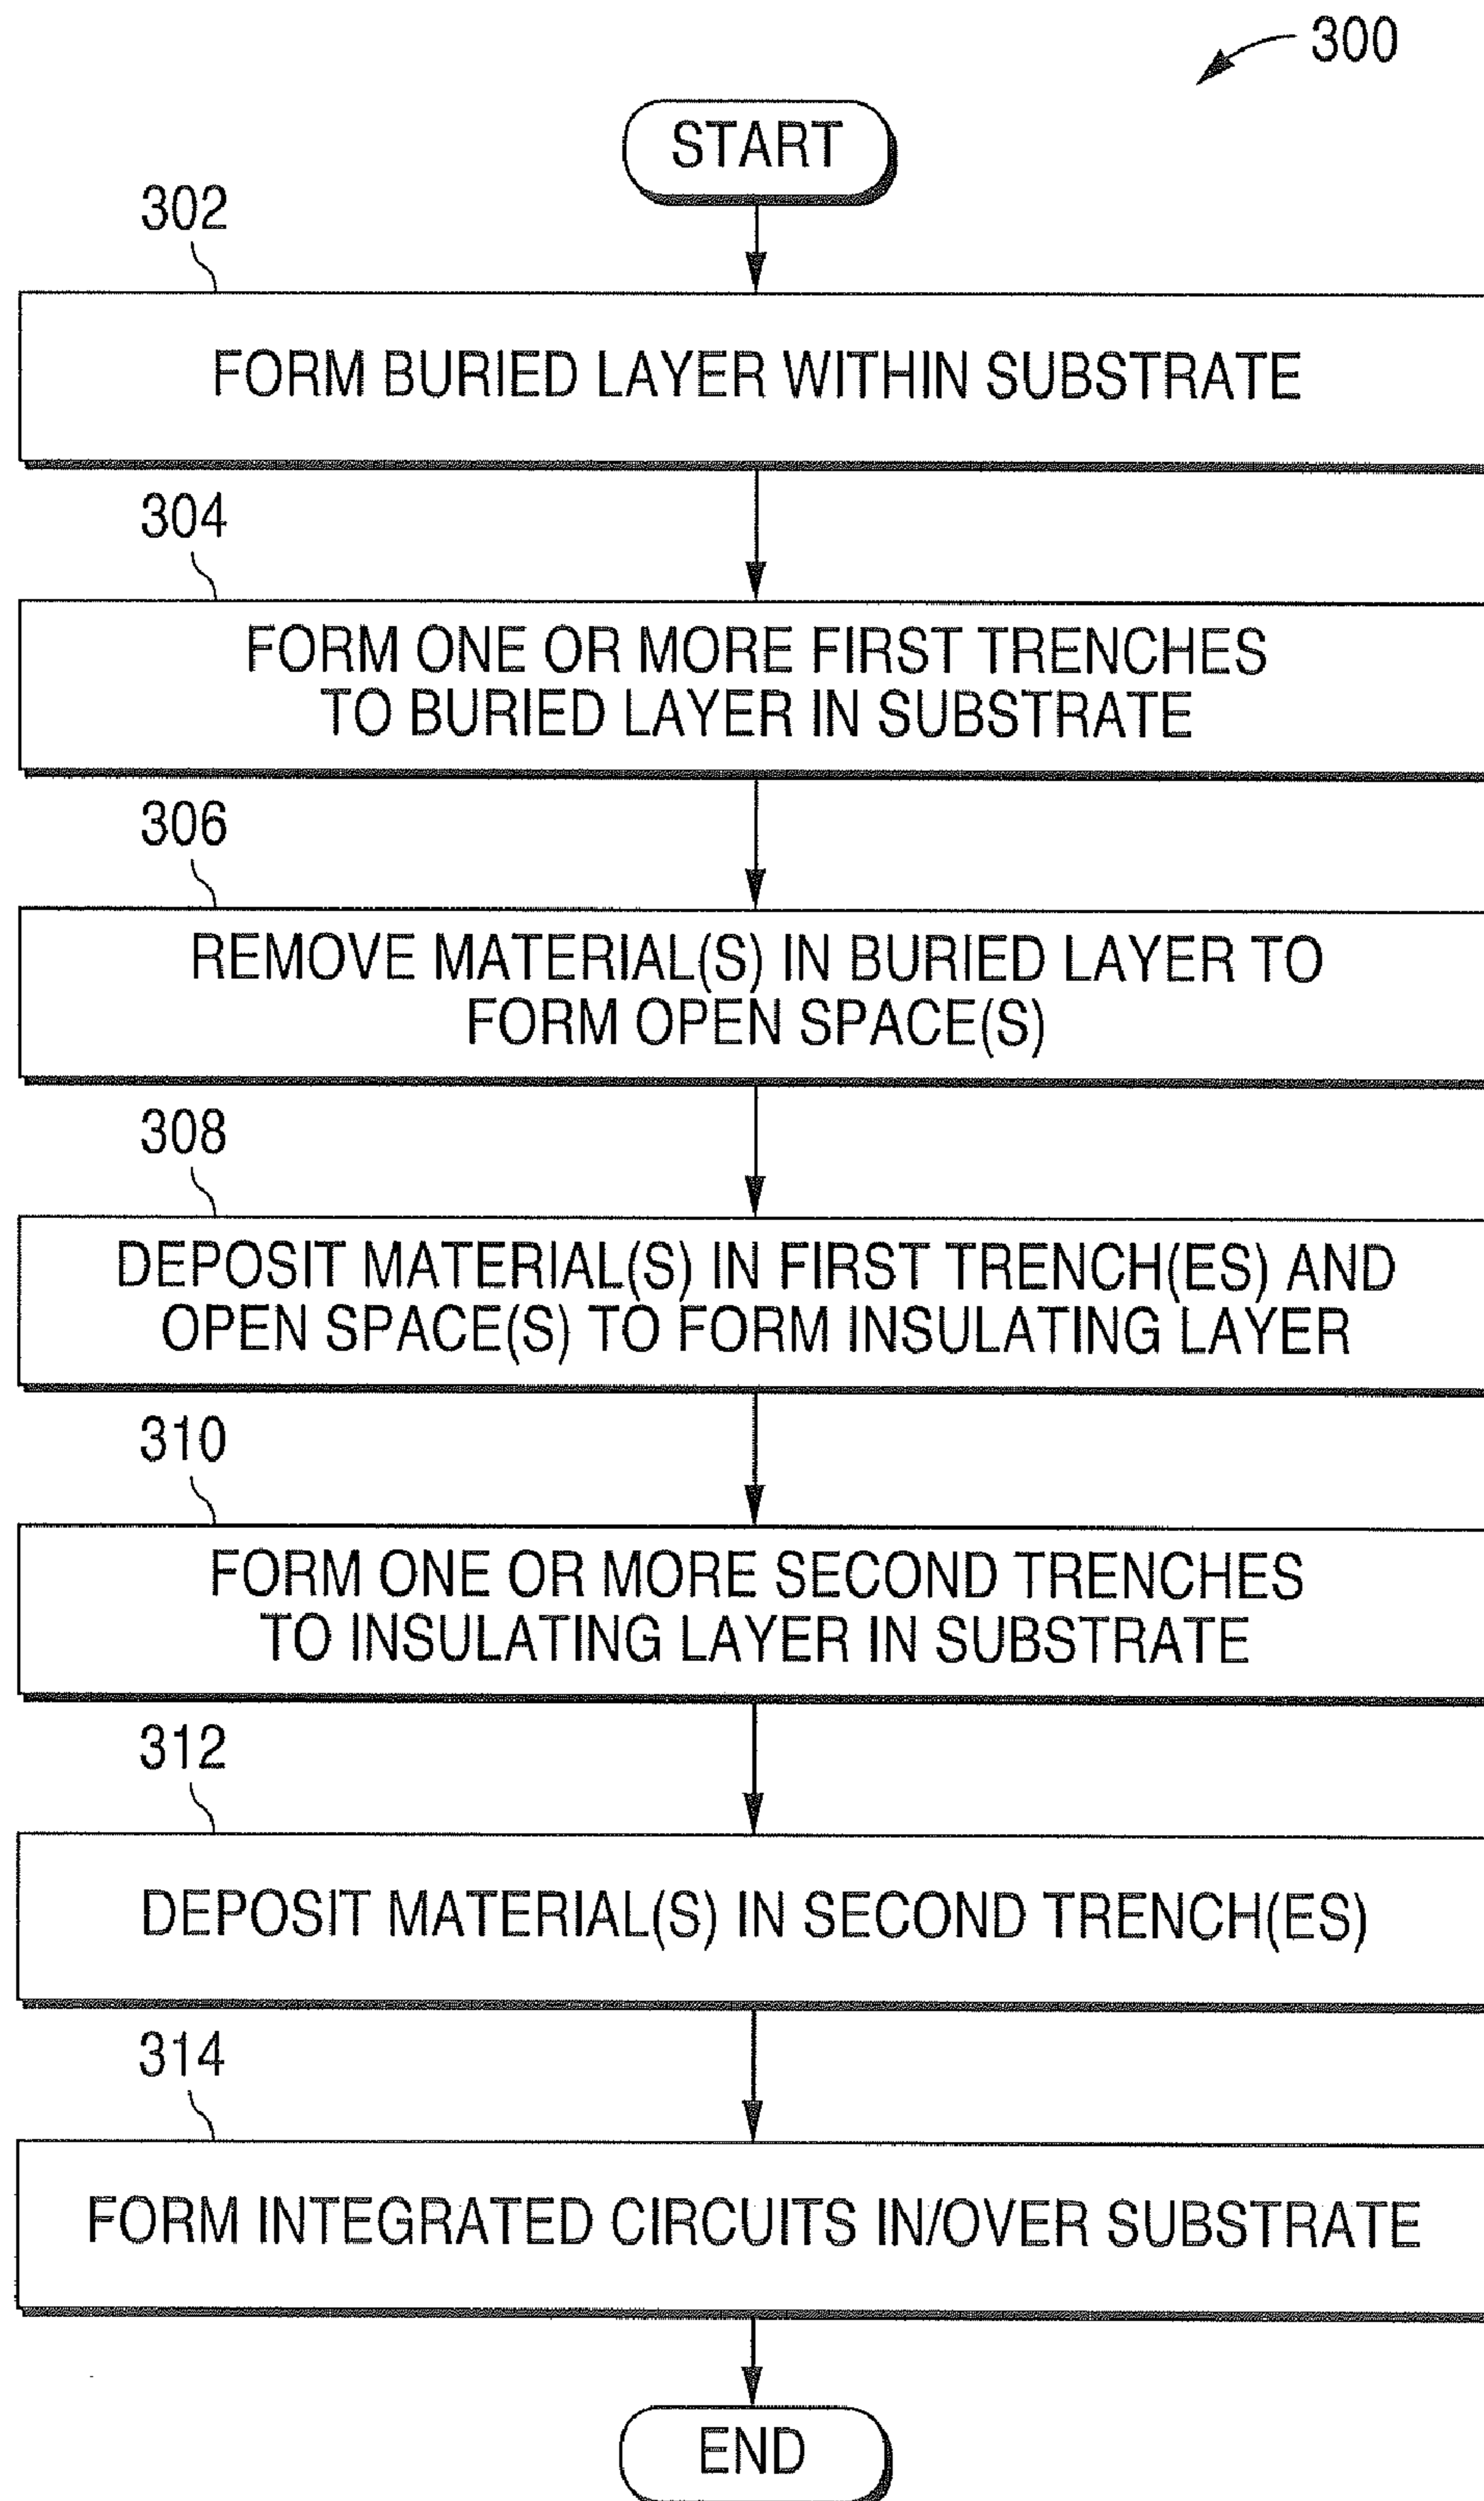 300
START
302
FORM BURIED LAYER WITHIN SUBSTRATE
304
FORM ONE OR MORE FIRST TRENCHES
TO BURIED LAYER IN SUBSTRATE
306
REMOVE MATERIAL(S) IN BURIED LAYER TO
FORM OPEN SPACE(S)
308
DEPOSIT MATERIAL(S) IN FIRST TRENCH(ES) AND
OPEN SPACE(S) TO FORM INSULATING LAYER
310
FORM ONE OR MORE SECOND TRENCHES
TO INSULATING LAYER IN SUBSTRATE
312
DEPOSIT MATERIAL(S) IN SECOND TRENCH(ES)
314
FORM INTEGRATED CIRCUITS IN/OVER SUBSTRATE
END